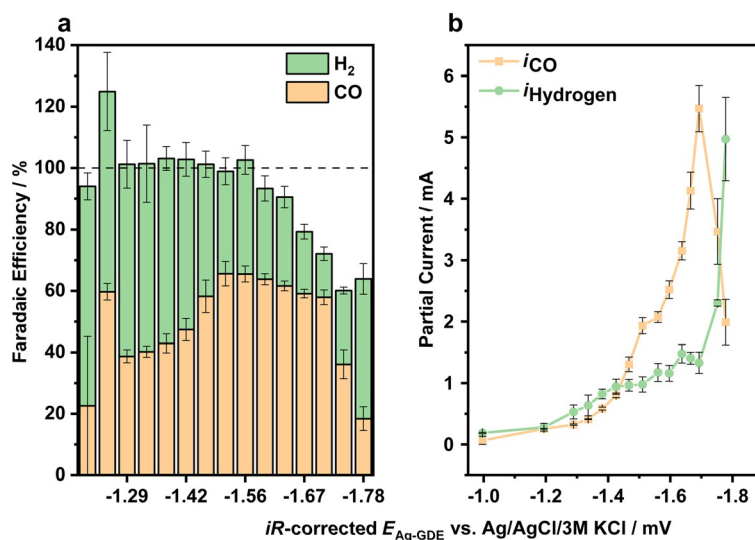 a
b
140
120
100
80
60
40
20
0
Faradaic Efficiency / %
H₂
CO
-1.29 -1.42 -1.56 -1.67 -1.78
6
5
4
3
2
1
0
Partial Current / mA
iCO
iHydrogen
-1.0 -1.2 -1.4 -1.6 -1.8
iR-corrected E Ag-GDE vs. Ag/AgCl/3M KCl / mV